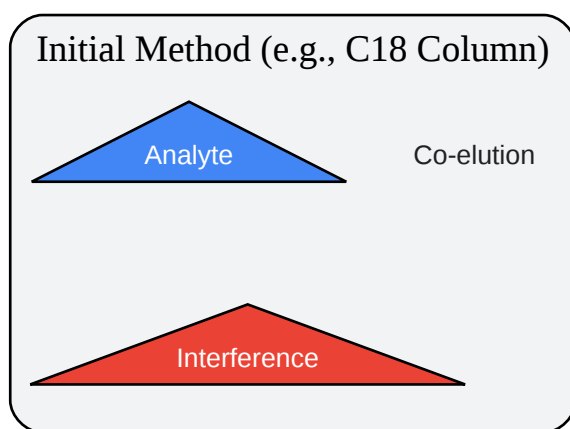 Initial Method (e.g., C18 Column)
Analyte
Co-elution
Interference